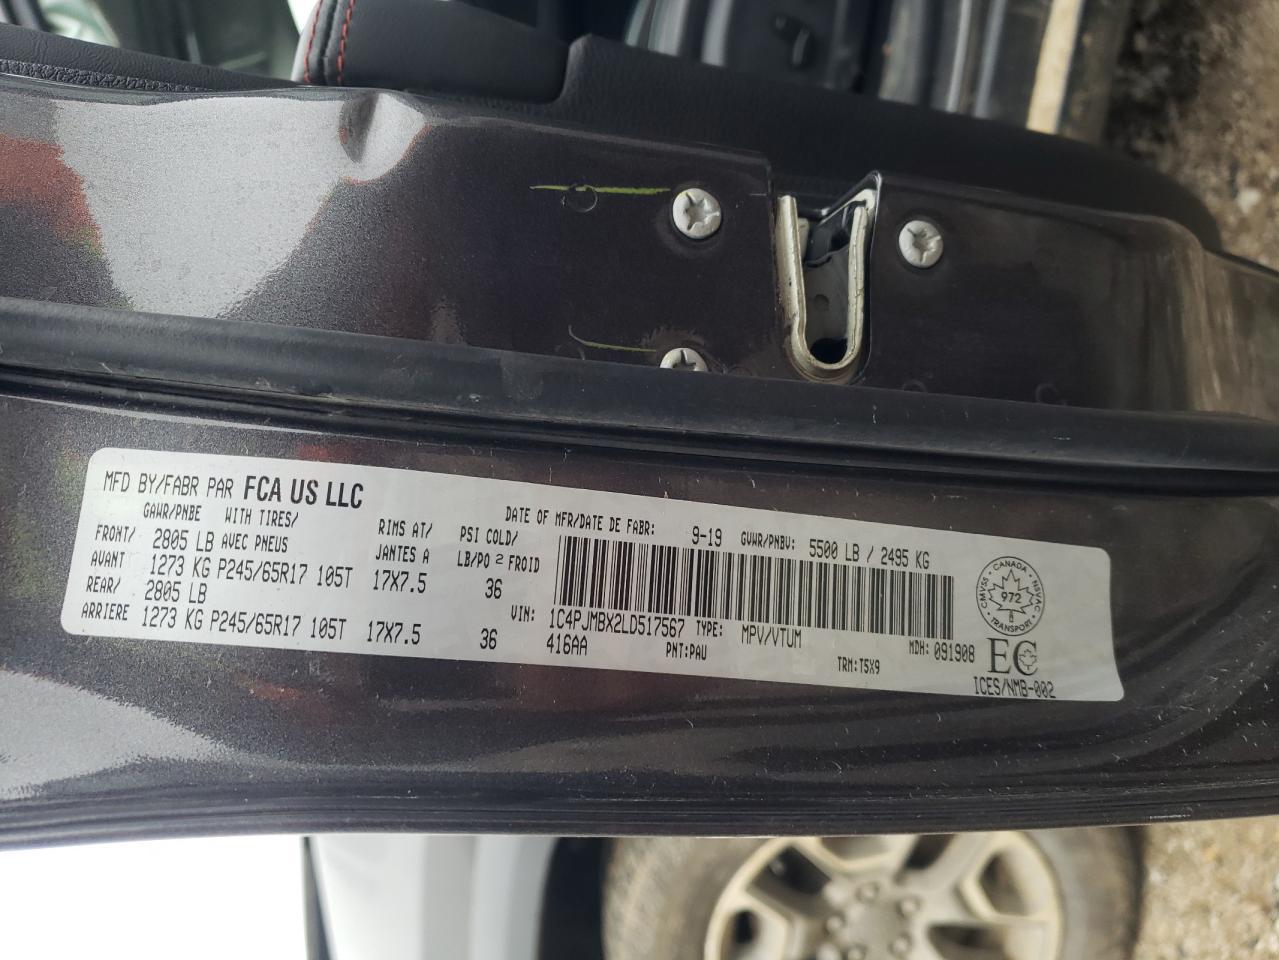 MFD BY/FABR PAR FCA US LLC
DATE OF MFR/DATE DE FABR: 9-19 GVWR/PNBV: 5500 LB / 2495 KG
GAWR/PNBE WITH TIRES/ RIMS AT/ PSI COLD/
AVEC PNEUS JANTES A LB/PO 2 FROID
FRONT/ 2805 LB
AVANT 1273 KG P245/65R17 105T 17X7.5 36
REAR/ 2805 LB
ARRIERE 1273 KG P245/65R17 105T 17X7.5 36
VIN: 1C4PJMBX2LD517567 TYPE: MPV/VTUM
416AA PNT:PAU TRM:T5X9 MDH: 091908
CMVSS • CANADA • NSVAC
972
TRANSPORT
EC
ICES/NMB-002